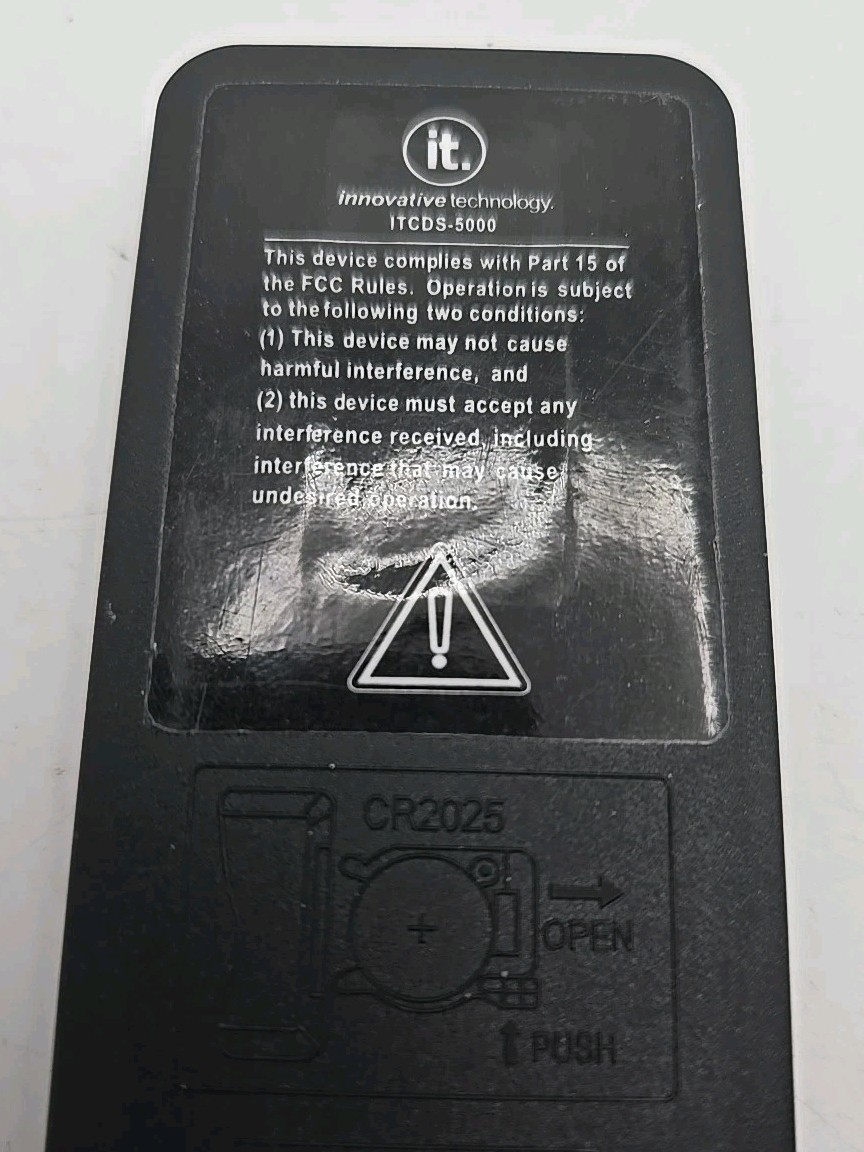 it.
innovative technology.
ITCDS-5000
This device complies with Part 15 of
the FCC Rules. Operation is subject
to the following two conditions:
(1) This device may not cause
harmful interference, and
(2) this device must accept any
interference received, including
interference that may cause
undesired operation.
!
CR2025
+
OPEN
PUSH